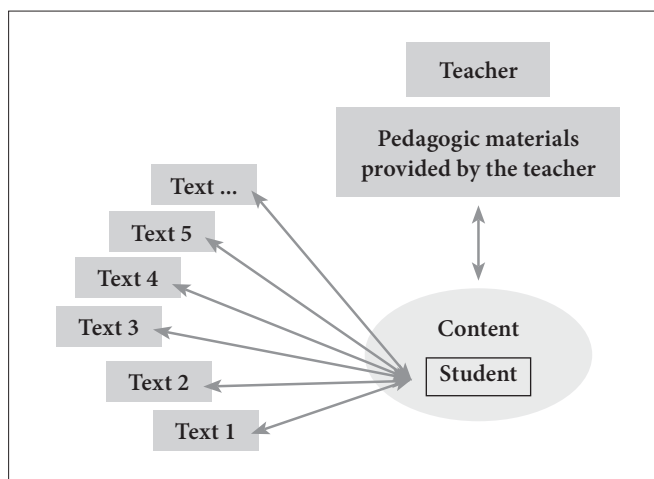 Teacher
Pedagogic materials
provided by the teacher
Text ...
Text 5
Text 4
Text 3
Text 2
Text 1
Content
Student